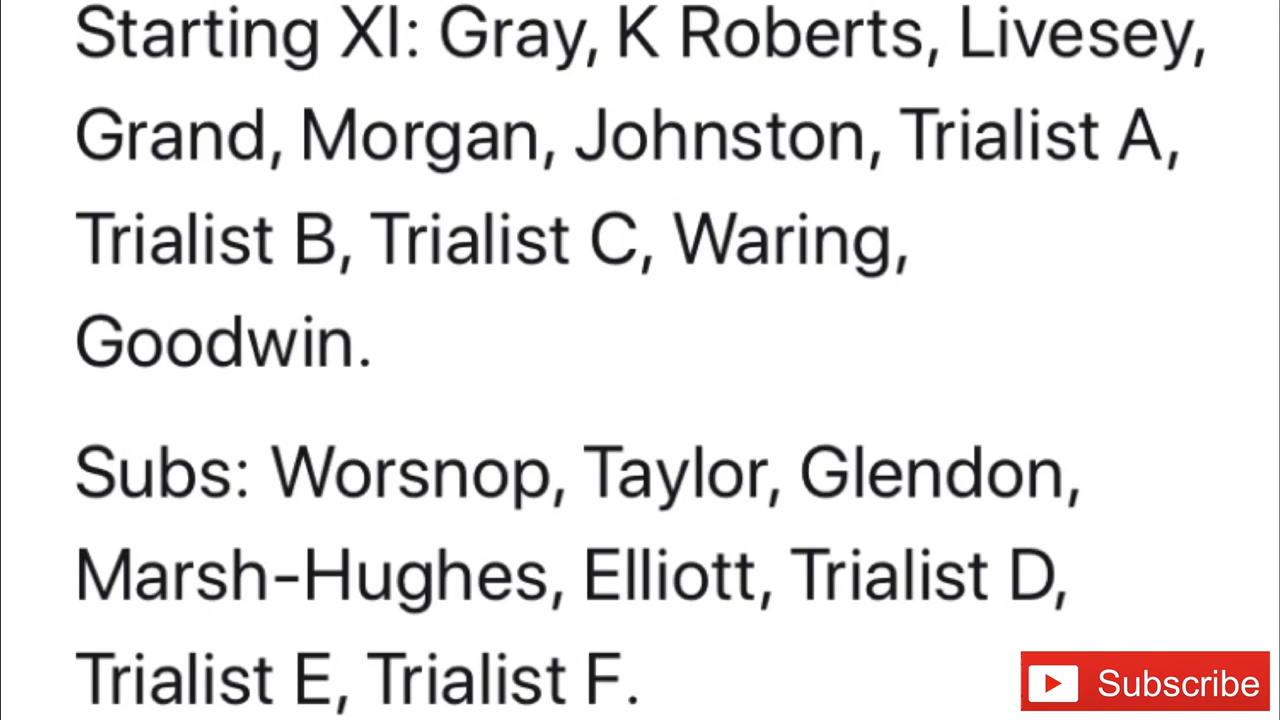 Starting XI: Gray, K Roberts, Livesey,
Grand, Morgan, Johnston, Trialist A,
Trialist B, Trialist C, Waring,
Goodwin.
Subs: Worsnop, Taylor, Glendon,
Marsh-Hughes, Elliott, Trialist D,
Trialist E, Trialist F.
Subscribe